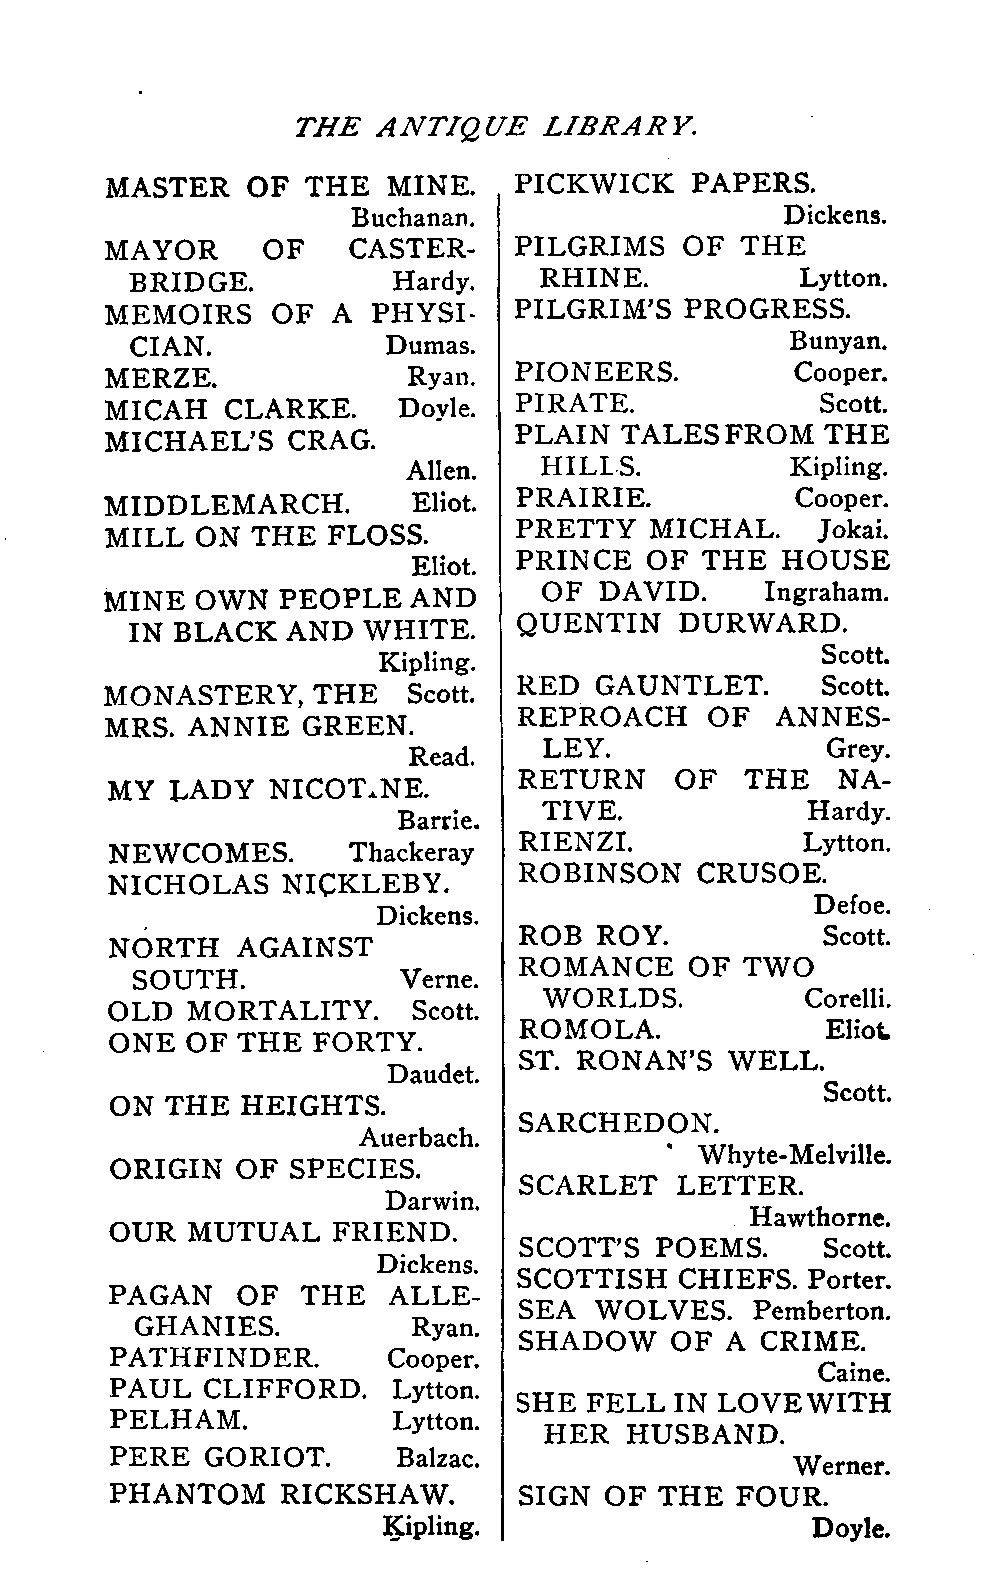 THE ANTIQUE LIBRARY.
MASTER OF THE MINE.
Buchanan.
MAYOR OF CASTER-
BRIDGE. Hardy.
MEMOIRS OF A PHYSI-
CIAN. Dumas.
MERZE. Ryan.
MICAH CLARKE. Doyle.
MICHAEL'S CRAG.
Allen.
MIDDLEMARCH. Eliot.
MILL ON THE FLOSS.
Eliot.
MINE OWN PEOPLE AND
IN BLACK AND WHITE.
Kipling.
MONASTERY, THE Scott.
MRS. ANNIE GREEN.
Read.
MY LADY NICOTINE.
Barrie.
NEWCOMES. Thackeray
NICHOLAS NICKLEBY.
Dickens.
NORTH AGAINST
SOUTH. Verne.
OLD MORTALITY. Scott.
ONE OF THE FORTY.
Daudet.
ON THE HEIGHTS.
Auerbach.
ORIGIN OF SPECIES.
Darwin.
OUR MUTUAL FRIEND.
Dickens.
PAGAN OF THE ALLE-
GHANIES. Ryan.
PATHFINDER. Cooper.
PAUL CLIFFORD. Lytton.
PELHAM. Lytton.
PERE GORIOT. Balzac.
PHANTOM RICKSHAW.
Kipling.
PICKWICK PAPERS.
Dickens.
PILGRIMS OF THE
RHINE. Lytton.
PILGRIM'S PROGRESS.
Bunyan.
PIONEERS. Cooper.
PIRATE. Scott.
PLAIN TALES FROM THE
HILLS. Kipling.
PRAIRIE. Cooper.
PRETTY MICHAL. Jokai.
PRINCE OF THE HOUSE
OF DAVID. Ingraham.
QUENTIN DURWARD.
Scott.
RED GAUNTLET. Scott.
REPROACH OF ANNES-
LEY. Grey.
RETURN OF THE NA-
TIVE. Hardy.
RIENZI. Lytton.
ROBINSON CRUSOE.
Defoe.
ROB ROY. Scott.
ROMANCE OF TWO
WORLDS. Corelli.
ROMOLA. Eliot.
ST. RONAN'S WELL.
Scott.
SARCHEDON.
Whyte-Melville.
SCARLET LETTER.
Hawthorne.
SCOTT'S POEMS. Scott.
SCOTTISH CHIEFS. Porter.
SEA WOLVES. Pemberton.
SHADOW OF A CRIME.
Caine.
SHE FELL IN LOVE WITH
HER HUSBAND.
Werner.
SIGN OF THE FOUR.
Doyle.